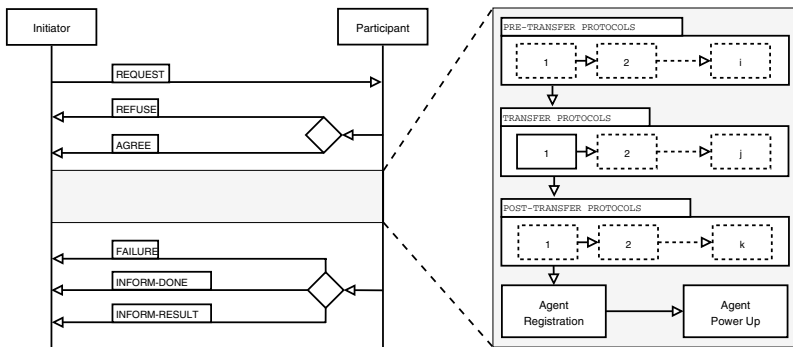 Initiator
Participant
REQUEST
REFUSE
AGREE
FAILURE
INFORM-DONE
INFORM-RESULT
PRE-TRANSFER PROTOCOLS
1 2 i
TRANSFER PROTOCOLS
1 2 j
POST-TRANSFER PROTOCOLS
1 2 k
Agent
Registration
Agent
Power Up